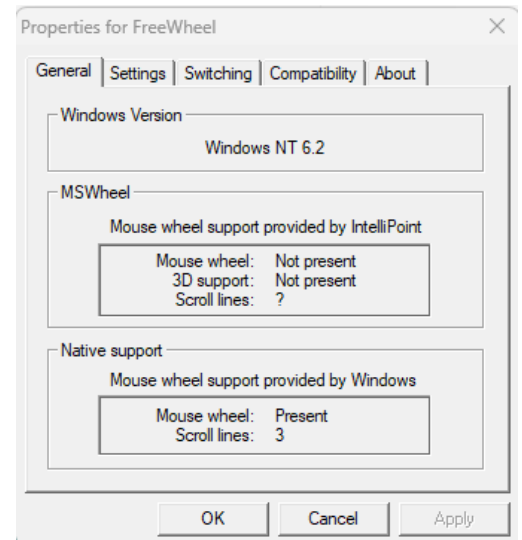 Properties for FreeWheel
General Settings Switching Compatibility About
Windows Version
Windows NT 6.2
MSWheel
Mouse wheel support provided by IntelliPoint
Mouse wheel: Not present
3D support: Not present
Scroll lines: ?
Native support
Mouse wheel support provided by Windows
Mouse wheel: Present
Scroll lines: 3
OK Cancel Apply